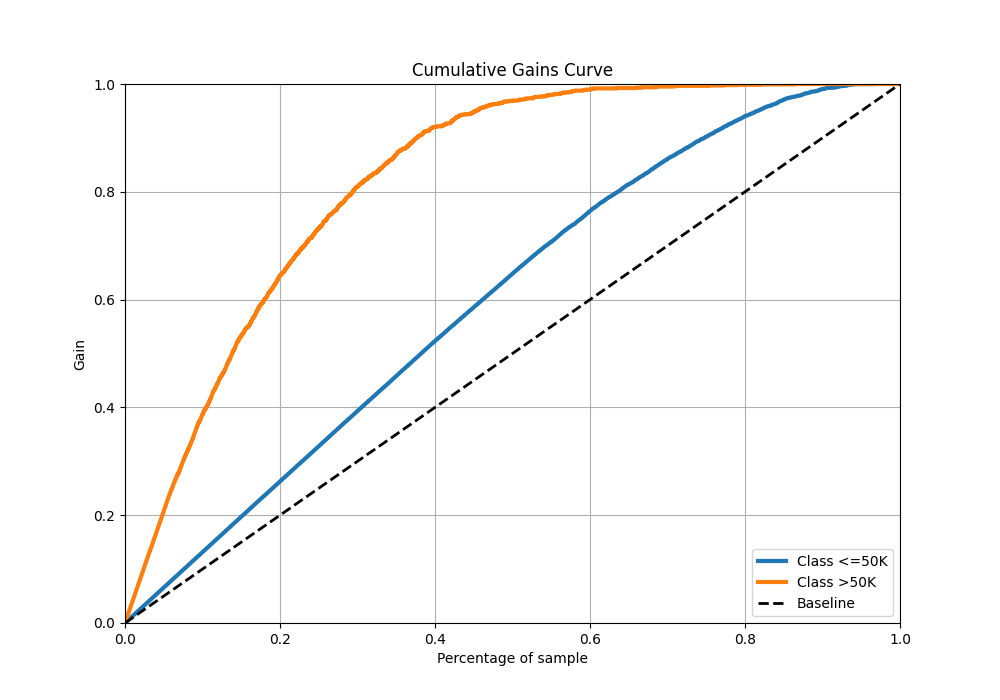 Cumulative Gains Curve
1.0
0.8
0.6
0.4
0.2
0.0
Gain
0.0 0.2 0.4 0.6 0.8 1.0
Percentage of sample
Class <=50K
Class >50K
Baseline